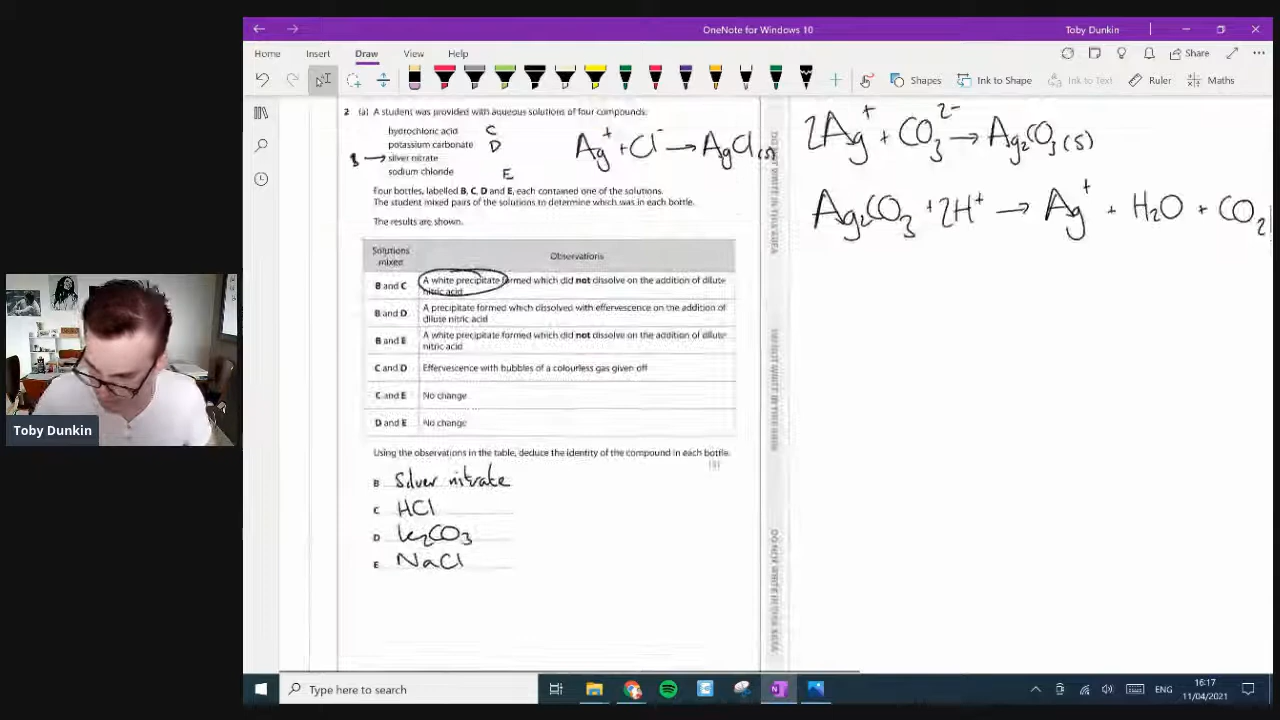 OneNote for Windows 10
Toby Dunkin
Home Insert Draw View Help
Share
Shapes Ink to Shape Ink to Text Ruler Maths
2 (a) A student was provided with aqueous solutions of four compounds.
hydrochloric acid C
potassium carbonate D
silver nitrate
sodium chloride E
Ag⁺ + Cl⁻ → AgCl(s)
Four bottles, labelled B, C, D and E, each contained one of the solutions.
The student mixed pairs of the solutions to determine which was in each bottle.
The results are shown.
Solutions mixed
Observations
B and C
A white precipitate formed which did not dissolve on the addition of dilute
nitric acid
B and D
A precipitate formed which dissolved with effervescence on the addition of
dilute nitric acid
B and E
A white precipitate formed which did not dissolve on the addition of dilute
nitric acid
C and D
Effervescence with bubbles of a colourless gas given off
C and E
No change
D and E
No change
Using the observations in the table, deduce the identity of the compound in each bottle.
(3)
B Silver nitrate
C HCl
D K₂CO₃
E NaCl
2Ag⁺ + CO₃²⁻ → Ag₂CO₃(s)
Ag₂CO₃ + 2H⁺ → Ag⁺ + H₂O + CO₂
Toby Dunkin
Type here to search
ENG
16:17
11/04/2021